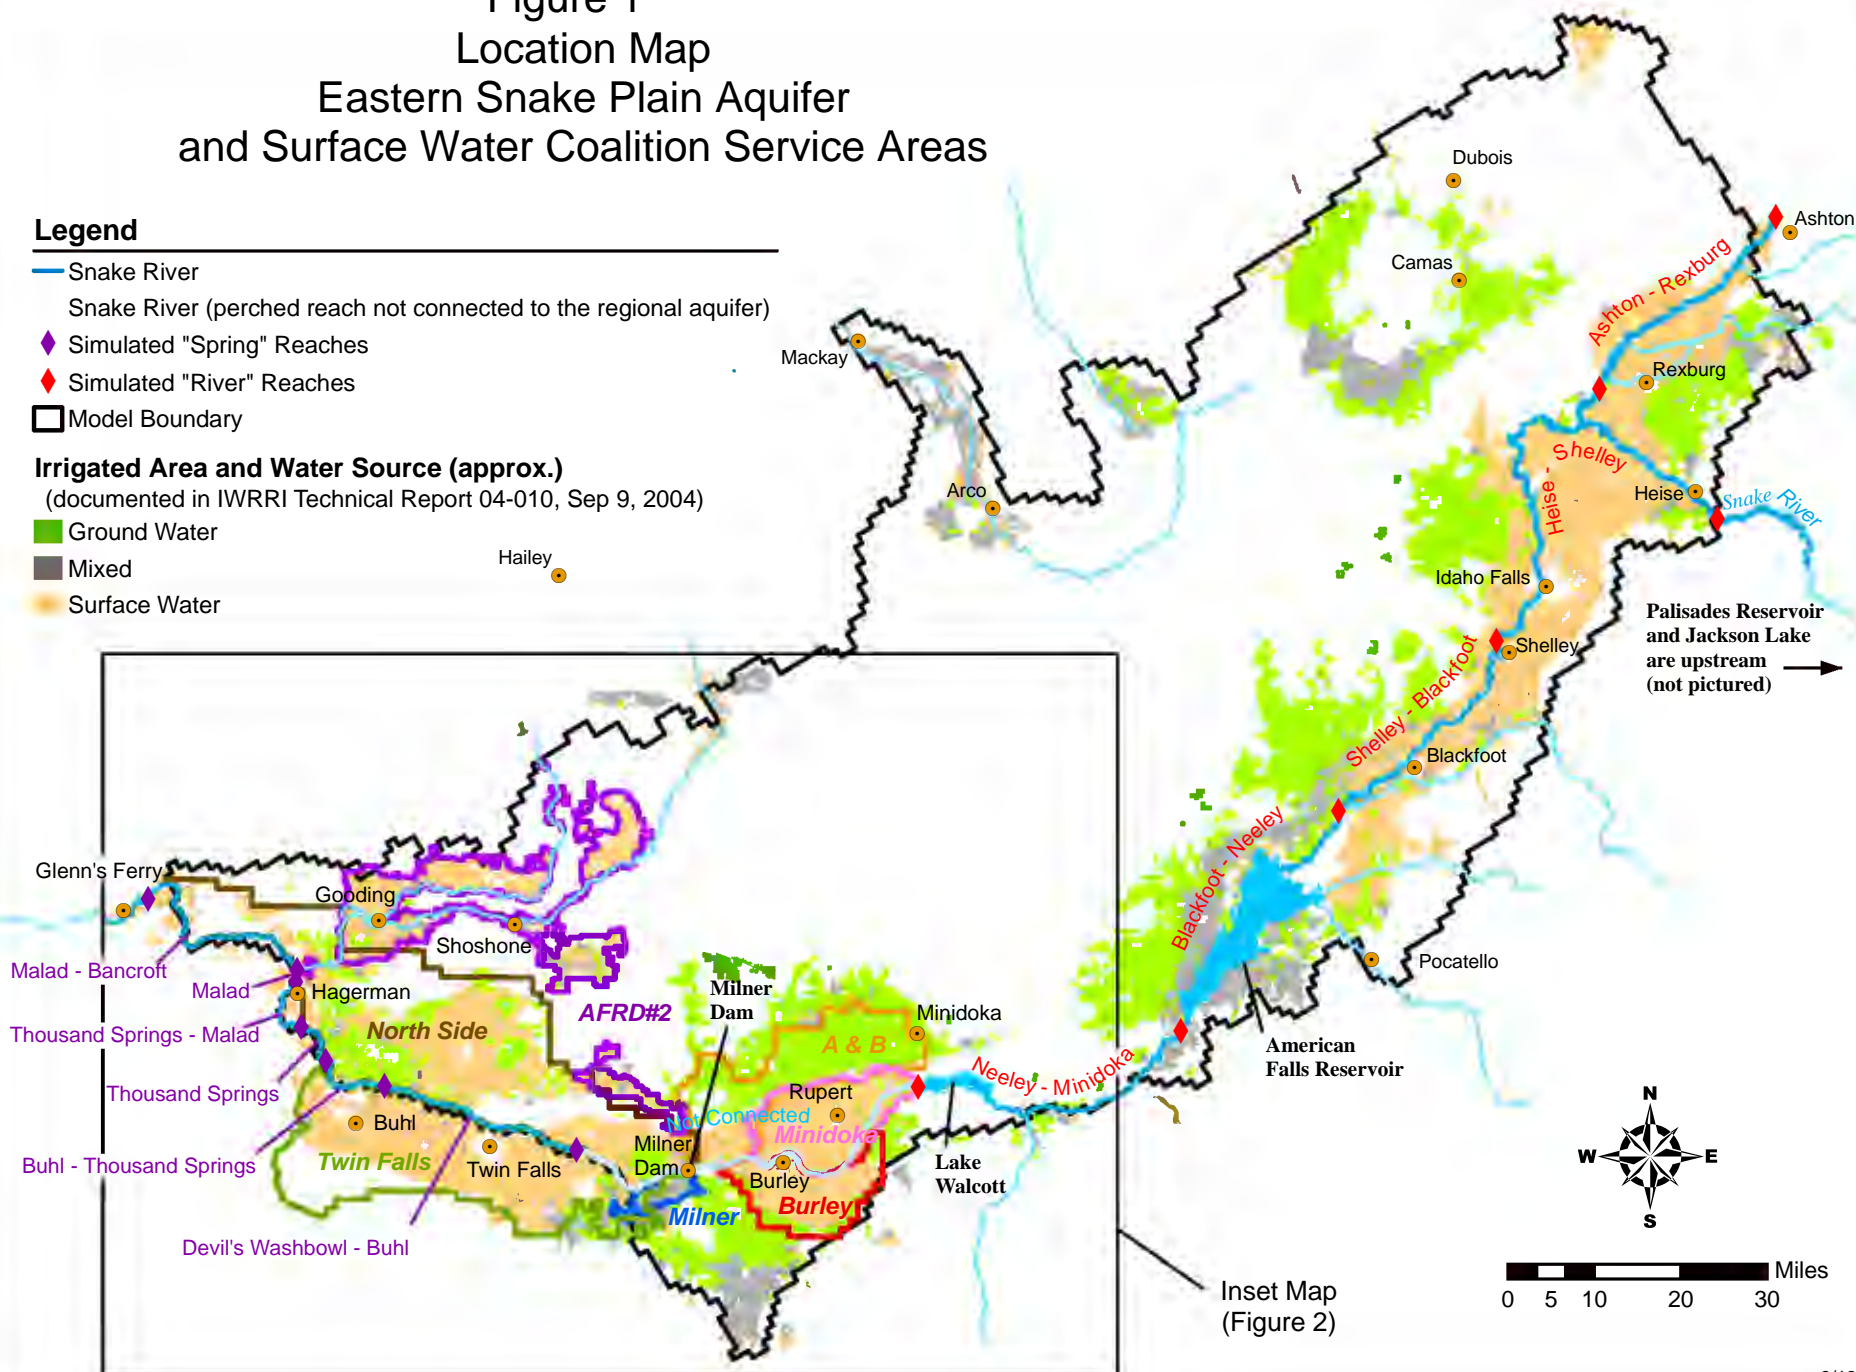 Figure 1
Location Map
Eastern Snake Plain Aquifer
and Surface Water Coalition Service Areas
Legend
Snake River
Snake River (perched reach not connected to the regional aquifer)
Simulated "Spring" Reaches
Simulated "River" Reaches
Model Boundary
Irrigated Area and Water Source (approx.)
(documented in IWRRI Technical Report 04-010, Sep 9, 2004)
Ground Water
Mixed
Surface Water
Dubois
Ashton
Camas
Ashton - Rexburg
Mackay
Rexburg
Arco
Heise - Shelley
Heise
Snake River
Hailey
Idaho Falls
Palisades Reservoir
and Jackson Lake
are upstream
(not pictured)
Shelley
Shelley - Blackfoot
Blackfoot
Blackfoot - Neeley
Glenn's Ferry
Gooding
Shoshone
Malad - Bancroft
Malad
Hagerman
Pocatello
Milner
Dam
AFRD#2
Minidoka
North Side
Thousand Springs - Malad
A & B
American
Falls Reservoir
Neeley - Minidoka
Thousand Springs
Rupert
Not Connected
Buhl
Minidoka
Milner
Dam
Twin Falls
Twin Falls
Buhl - Thousand Springs
Burley
Lake
Walcott
Burley
Milner
Devil's Washbowl - Buhl
Inset Map
(Figure 2)
N
W
E
S
Miles
0 5 10 20 30